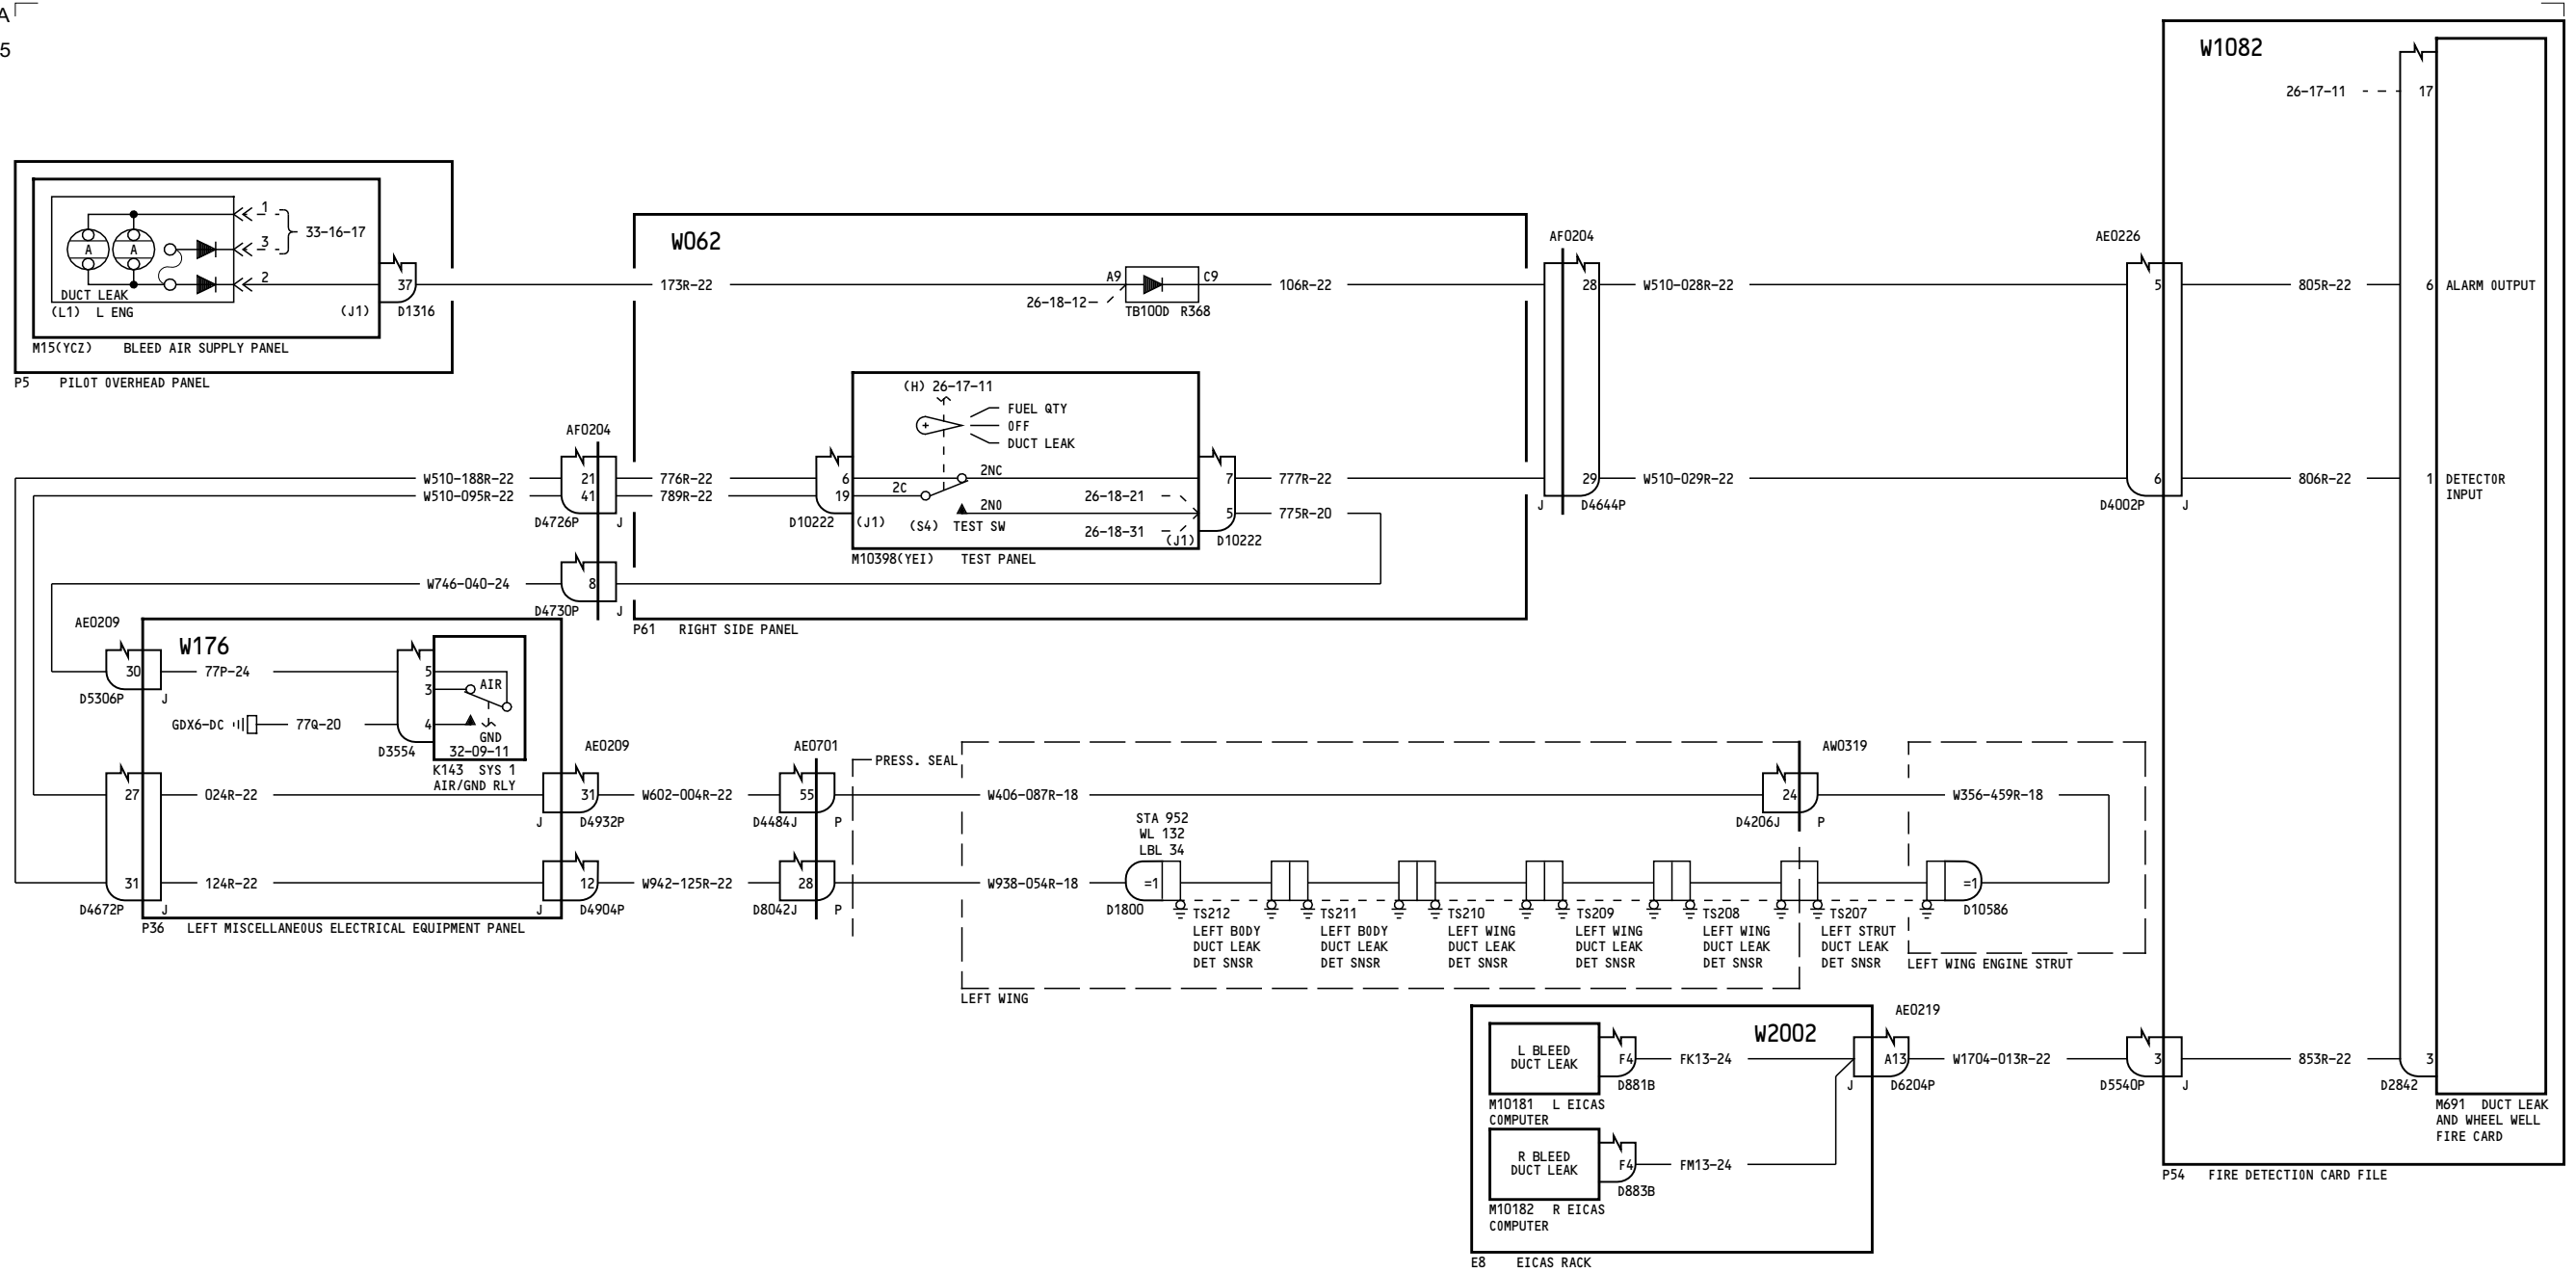 A
5
W1082
26-17-11
17
1
3
33-16-17
A A
2
DUCT LEAK
(L1) L ENG
(J1)
37
D1316
M15(YCZ) BLEED AIR SUPPLY PANEL
P5 PILOT OVERHEAD PANEL
W062
173R-22
A9
C9
26-18-12
TB100D R368
106R-22
AF0204
28
W510-028R-22
AE0226
5
805R-22
6 ALARM OUTPUT
(H) 26-17-11
FUEL QTY
OFF
DUCT LEAK
AF0204
W510-188R-22
21
776R-22
6
2NC
7
777R-22
29
W510-029R-22
6
806R-22
1 DETECTOR
INPUT
W510-095R-22
41
789R-22
19
2C
26-18-21
2NO
5
775R-20
D4726P J
D10222
(J1)
(S4) TEST SW
26-18-31
(J1)
D10222
J D4644P
D4002P J
M10398(YEI) TEST PANEL
W746-040-24
8
D4730P J
P61 RIGHT SIDE PANEL
AE0209
W176
30
77P-24
5
3
AIR
D5306P J
GDX6-DC
77Q-20
4
GND
D3554
32-09-11
K143 SYS 1
AIR/GND RLY
AE0209
AE0701
PRESS. SEAL
AW0319
27
024R-22
31
W602-004R-22
55
W406-087R-18
24
W356-459R-18
J D4932P
D4484J P
D4206J P
STA 952
WL 132
LBL 34
31
124R-22
12
W942-125R-22
28
W938-054R-18
=1
=1
D4672P J
J D4904P
D8042J P
D1800
D10586
P36 LEFT MISCELLANEOUS ELECTRICAL EQUIPMENT PANEL
TS212
LEFT BODY
DUCT LEAK
DET SNSR
TS211
LEFT BODY
DUCT LEAK
DET SNSR
TS210
LEFT WING
DUCT LEAK
DET SNSR
TS209
LEFT WING
DUCT LEAK
DET SNSR
TS208
LEFT WING
DUCT LEAK
DET SNSR
TS207
LEFT STRUT
DUCT LEAK
DET SNSR
LEFT WING ENGINE STRUT
LEFT WING
W2002
AE0219
L BLEED
DUCT LEAK
F4
FK13-24
A13
W1704-013R-22
3
853R-22
3
D881B
J D6204P
D5540P J
D2842
M10181 L EICAS
COMPUTER
M691 DUCT LEAK
AND WHEEL WELL
FIRE CARD
R BLEED
DUCT LEAK
F4
FM13-24
D883B
M10182 R EICAS
COMPUTER
P54 FIRE DETECTION CARD FILE
E8 EICAS RACK